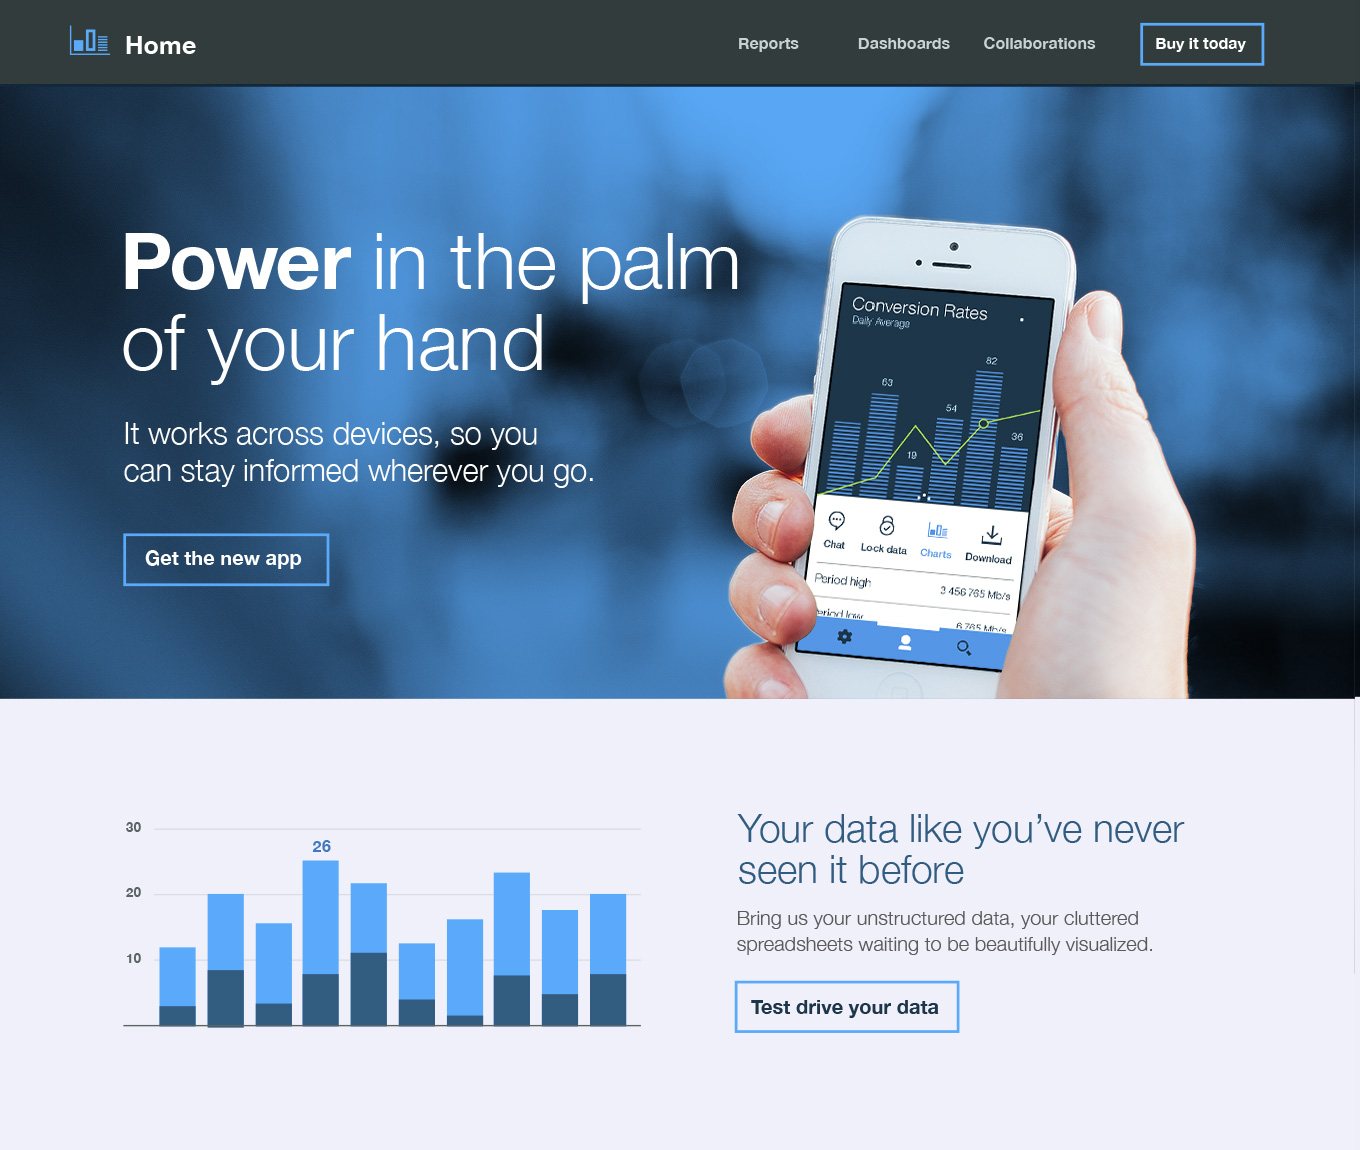 Home
Reports
Dashboards
Collaborations
Buy it today
Power in the palm
of your hand
It works across devices, so you
can stay informed wherever you go.
Get the new app
Conversion Rates
Daily Average
82
63
54
36
19
Chat
Lock data
Charts
Download
Period high
3 456 765 Mb/s
Period low
6 765 Mb/s
30
26
20
10
Your data like you've never
seen it before
Bring us your unstructured data, your cluttered
spreadsheets waiting to be beautifully visualized.
Test drive your data